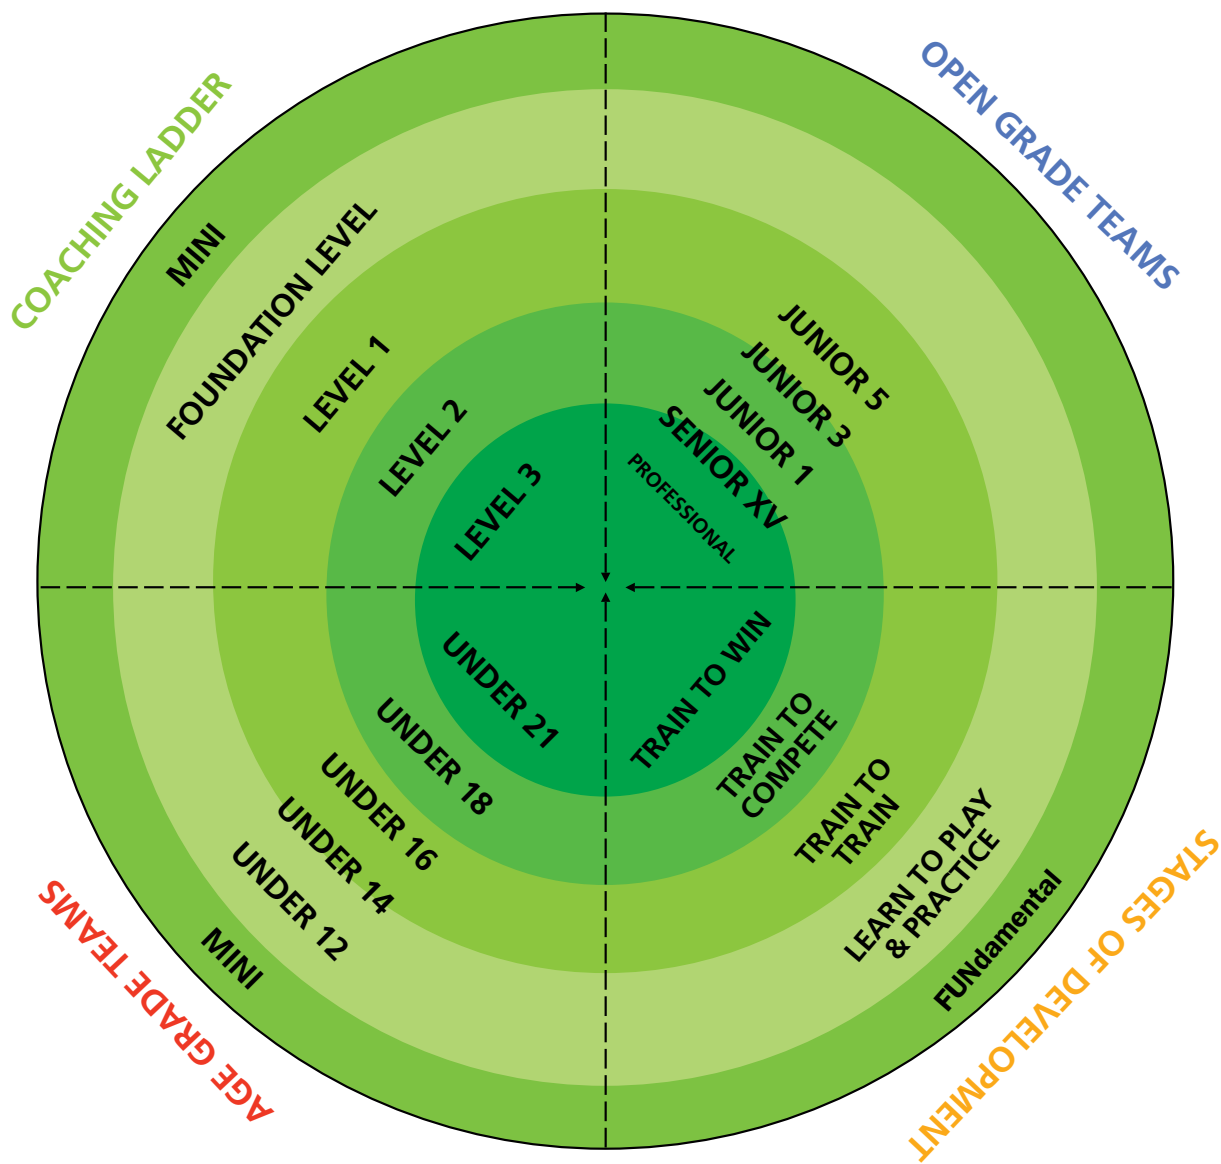 COACHING LADDER
MINI
FOUNDATION LEVEL
LEVEL 1
LEVEL 2
LEVEL 3
OPEN GRADE TEAMS
JUNIOR 5
JUNIOR 3
JUNIOR 1
SENIOR XV
PROFESSIONAL
AGE GRADE TEAMS
UNDER 21
UNDER 18
UNDER 16
UNDER 14
UNDER 12
MINI
STAGES OF DEVELOPMENT
TRAIN TO WIN
TRAIN TO
COMPETE
TRAIN TO
TRAIN
LEARN TO PLAY
& PRACTICE
FUNdamental